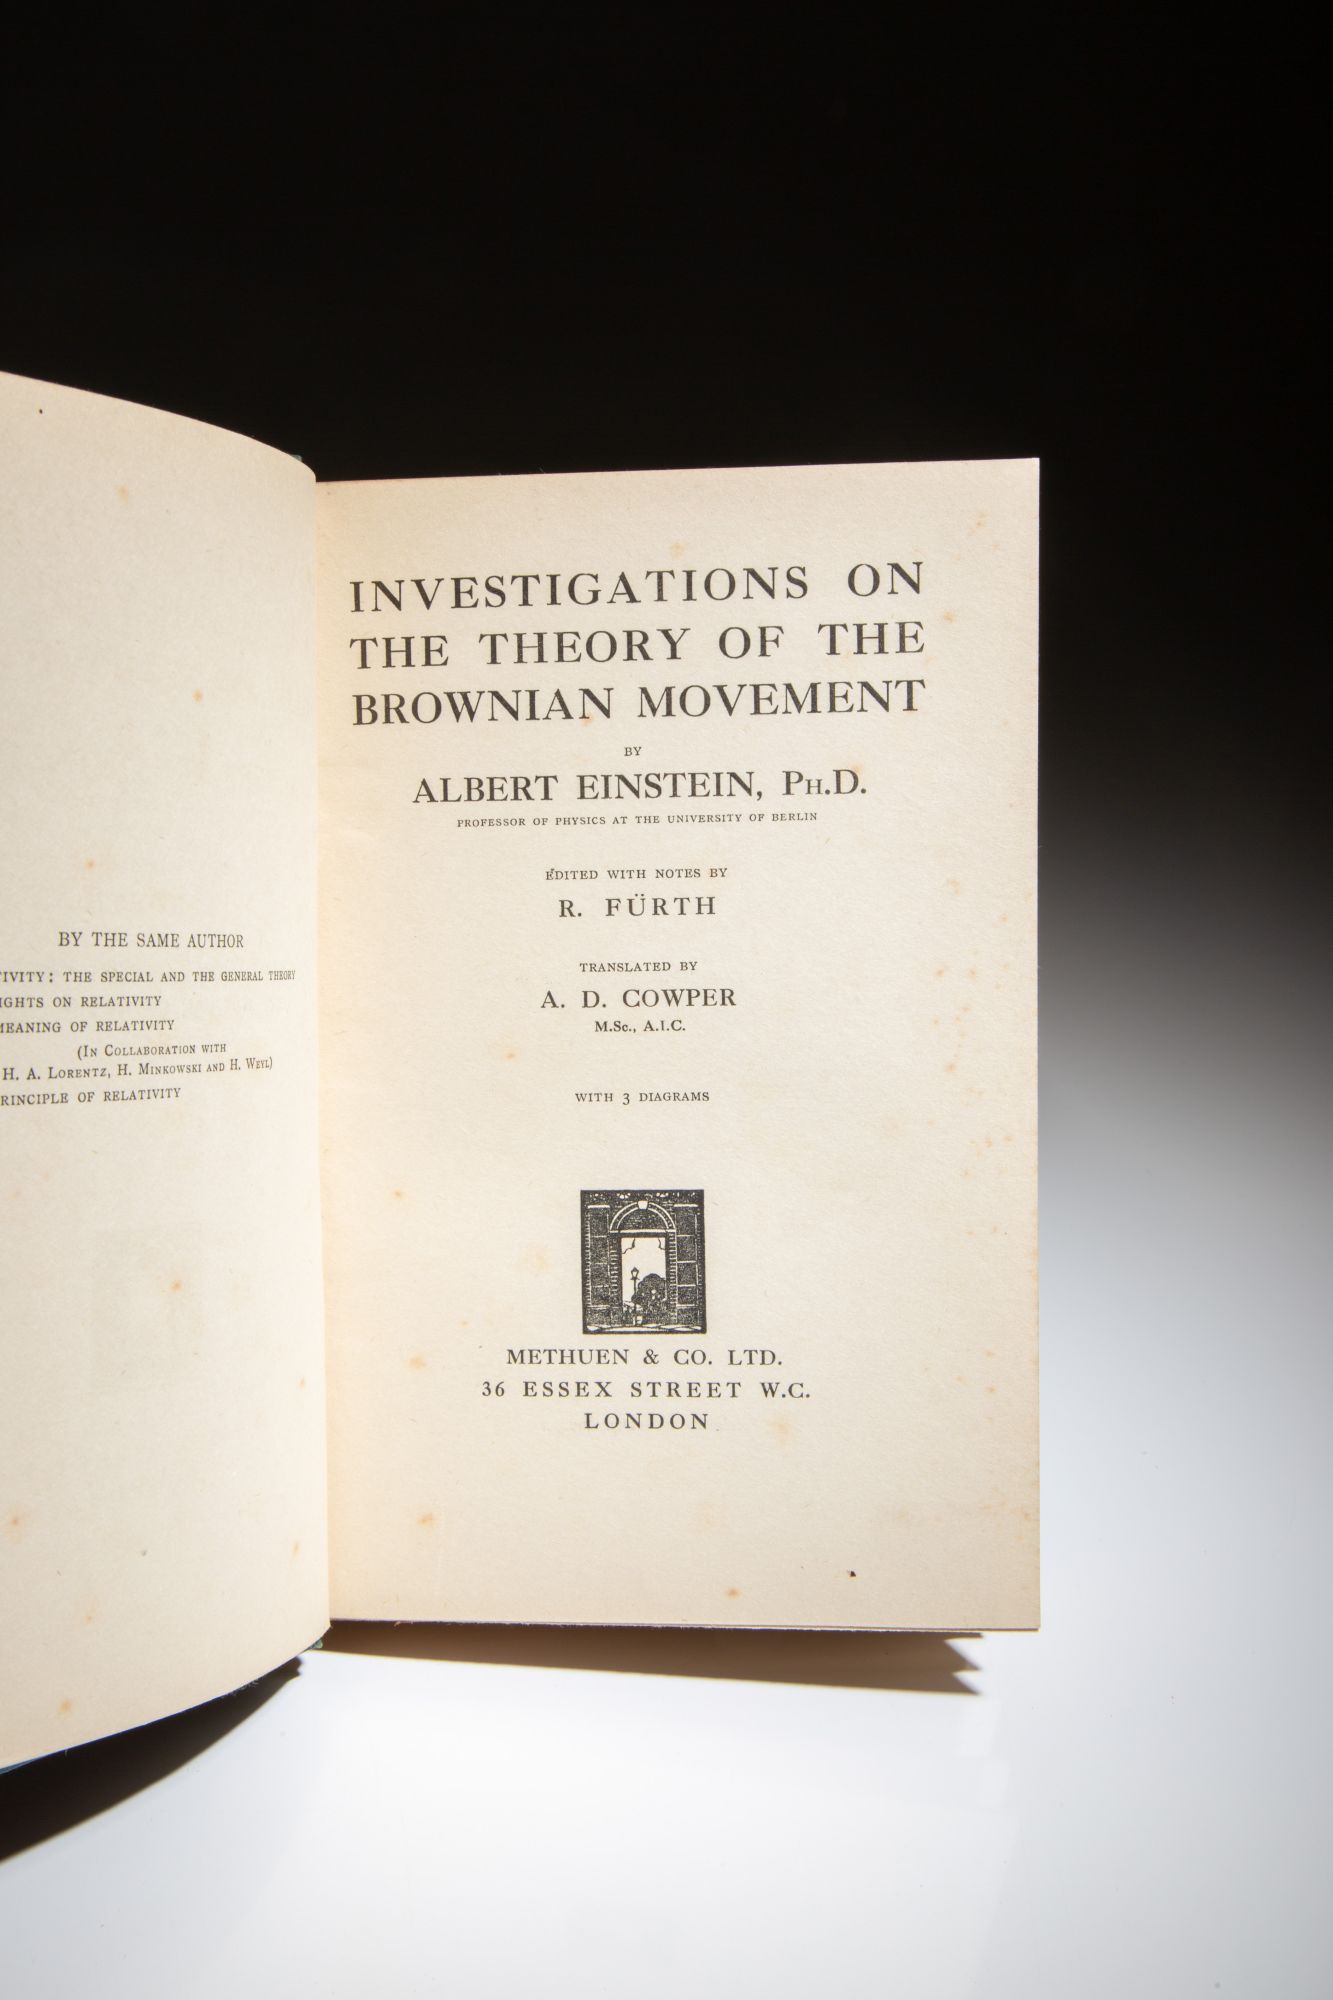 BY THE SAME AUTHOR
THE SPECIAL AND THE GENERAL THEORY
ON RELATIVITY
MEANING OF RELATIVITY
(IN COLLABORATION WITH
H. A. LORENTZ, H. MINKOWSKI AND H. WEYL)
OF RELATIVITY
INVESTIGATIONS ON
THE THEORY OF THE
BROWNIAN MOVEMENT
BY
ALBERT EINSTEIN, PH.D.
PROFESSOR OF PHYSICS AT THE UNIVERSITY OF BERLIN
EDITED WITH NOTES BY
R. FÜRTH
TRANSLATED BY
A. D. COWPER
M.Sc., A.I.C.
WITH 3 DIAGRAMS
METHUEN & CO. LTD.
36 ESSEX STREET W.C.
LONDON